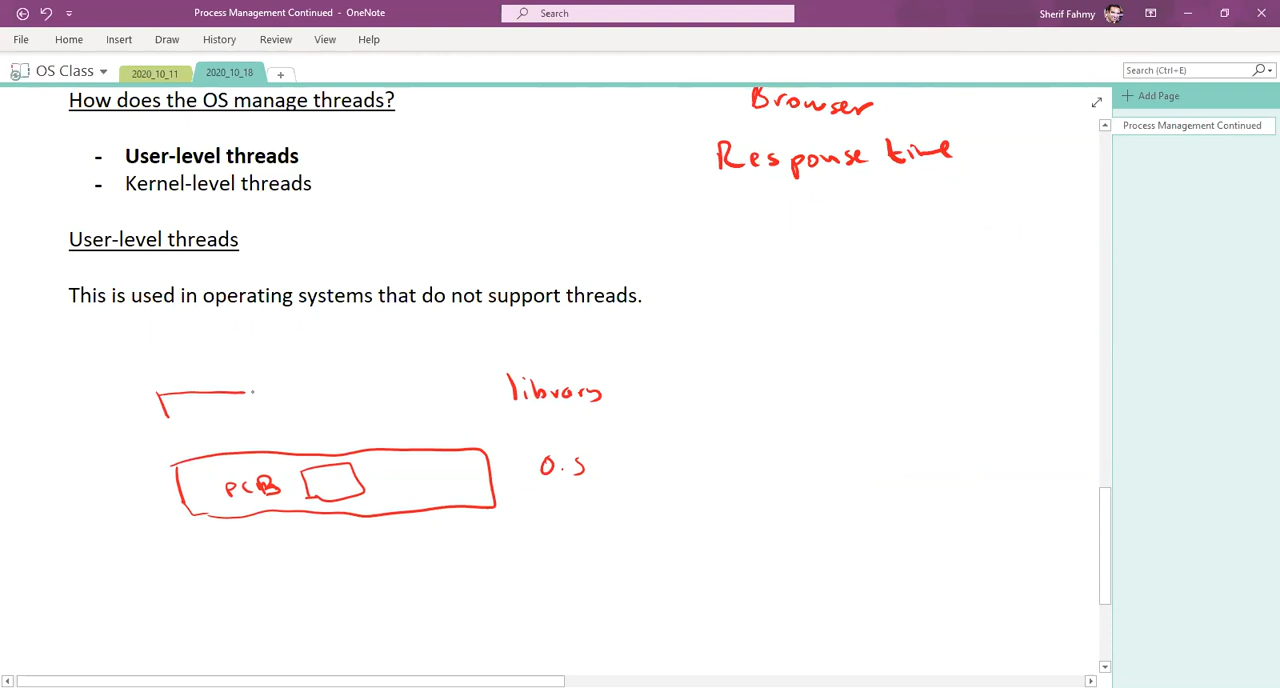 Process Management Continued - OneNote
Search
Sherif Fahmy
File Home Insert Draw History Review View Help
OS Class
2020_10_11
2020_10_18
+
Search (Ctrl+E)
+ Add Page
Process Management Continued
How does the OS manage threads?
Browser
Response time
- User-level threads
- Kernel-level threads
User-level threads
This is used in operating systems that do not support threads.
library
PCB
O.S